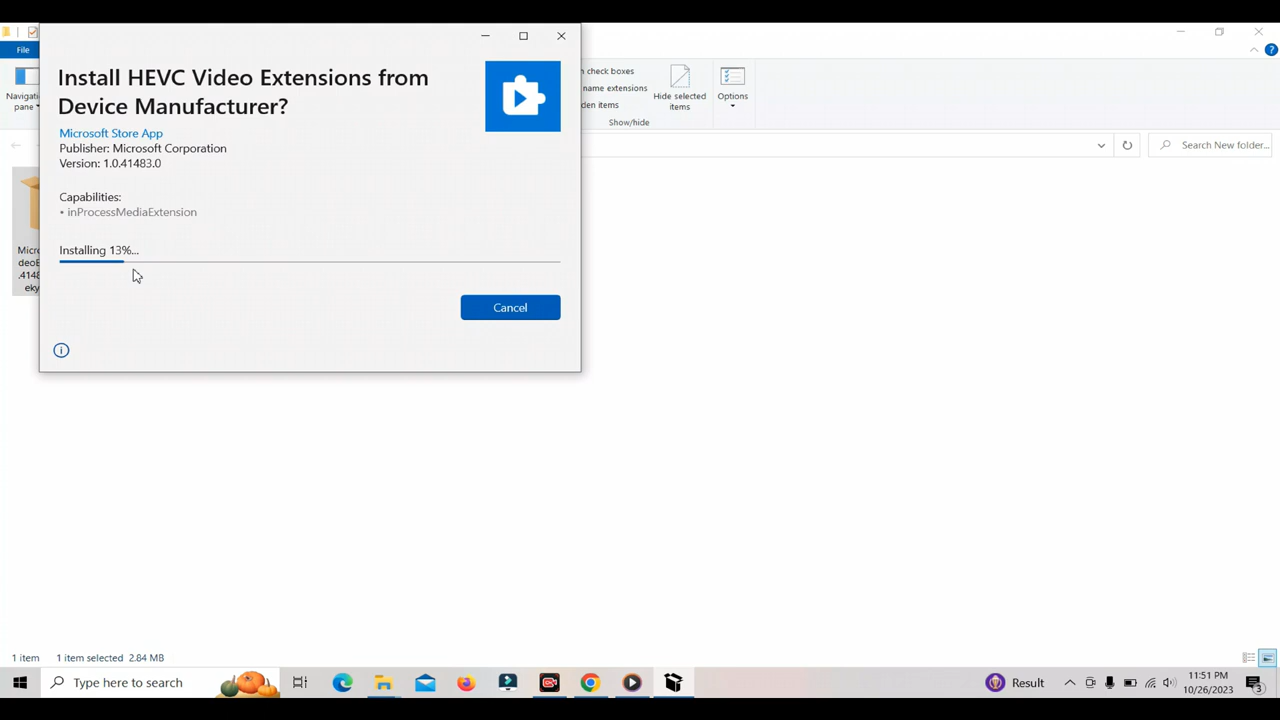 Install HEVC Video Extensions from
Device Manufacturer?
Microsoft Store App
Publisher: Microsoft Corporation
Version: 1.0.41483.0
Capabilities:
• inProcessMediaExtension
Installing 13%...
Cancel
File
check boxes
name extensions
Hide selected
items
Options
Show/hide
pane
Search New folder...
1 item 1 item selected 2.84 MB
Type here to search
Result
11:51 PM
10/26/2023
3